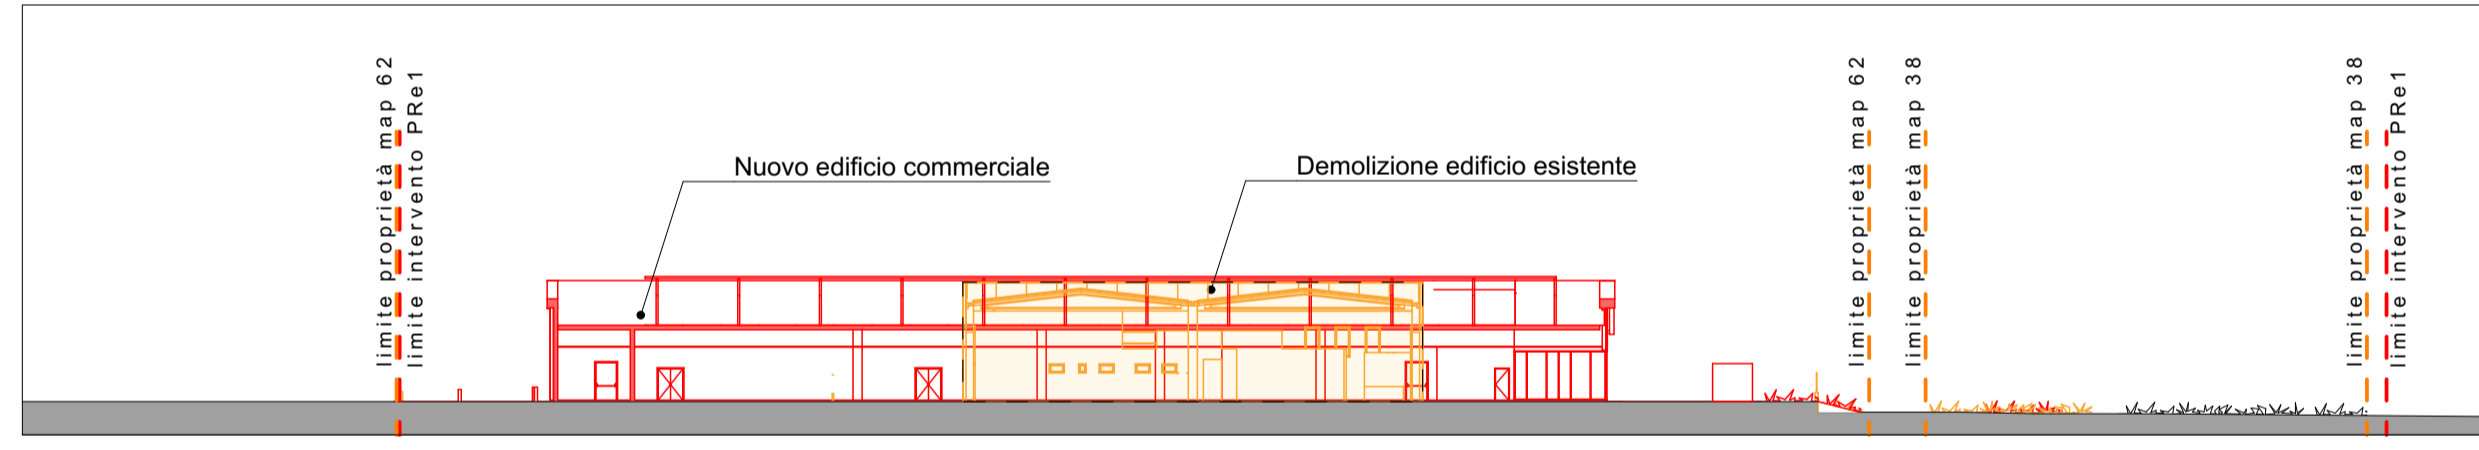 limite proprietà map 62
limite intervento PRe1
Nuovo edificio commerciale
Demolizione edificio esistente
limite proprietà map 62
limite proprietà map 38
limite proprietà map 38
limite intervento PRe1